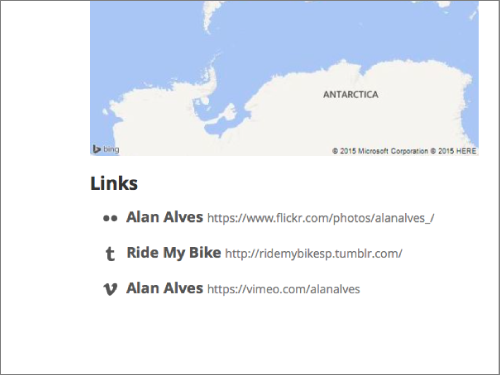 ANTARCTICA
bing © 2015 Microsoft Corporation © 2015 HERE
Links
Alan Alves https://www.flickr.com/photos/alanalves_/
t Ride My Bike http://ridemybikesp.tumblr.com/
v Alan Alves https://vimeo.com/alanalves